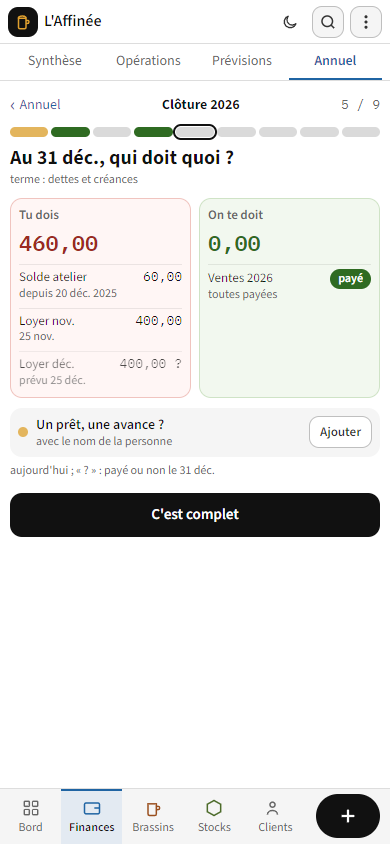 L'Affinée
Synthèse
Opérations
Prévisions
Annuel
‹ Annuel
Clôture 2026
5 / 9
Au 31 déc., qui doit quoi ?
terme : dettes et créances
Tu dois
460,00
Solde atelier
60,00
depuis 20 déc. 2025
Loyer nov.
400,00
25 nov.
Loyer déc.
400,00 ?
prévu 25 déc.
On te doit
0,00
Ventes 2026
payé
toutes payées
Un prêt, une avance ?
avec le nom de la personne
Ajouter
aujourd'hui ; « ? » : payé ou non le 31 déc.
C'est complet
Bord
Finances
Brassins
Stocks
Clients
+